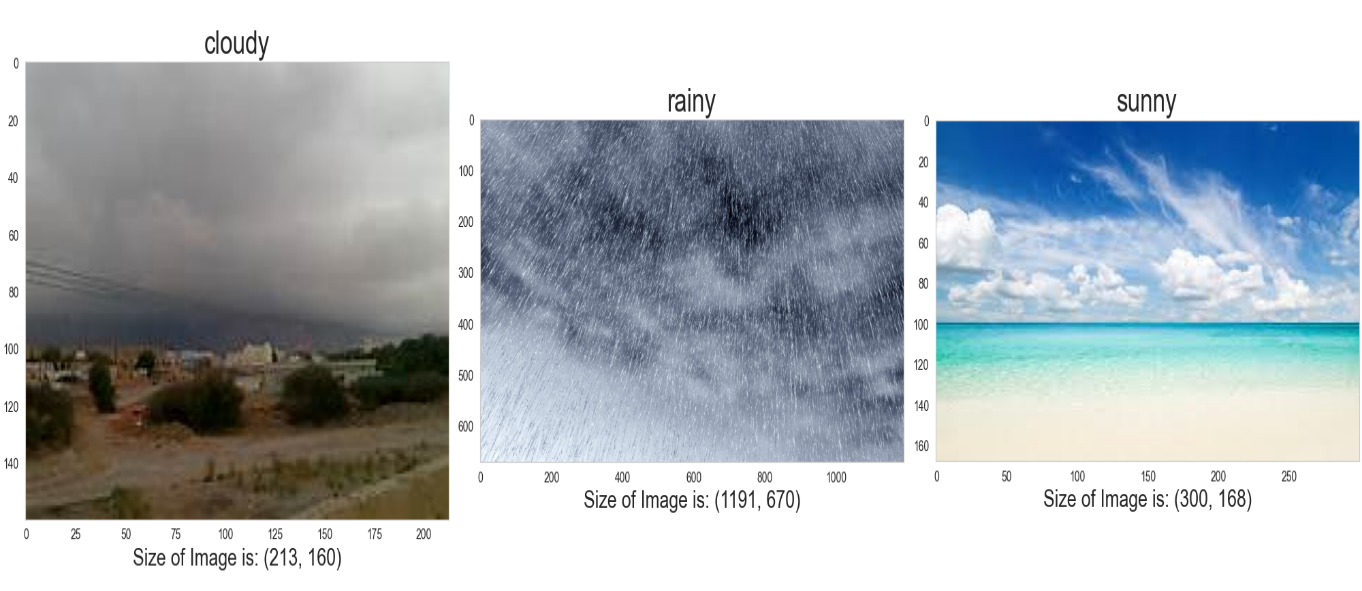 cloudy
0
20
40
60
80
100
120
140
0 25 50 75 100 125 150 175 200
Size of Image is: (213, 160)
rainy
0
100
200
300
400
500
600
0 200 400 600 800 1000
Size of Image is: (1191, 670)
sunny
0
20
40
60
80
100
120
140
160
0 50 100 150 200 250
Size of Image is: (300, 168)